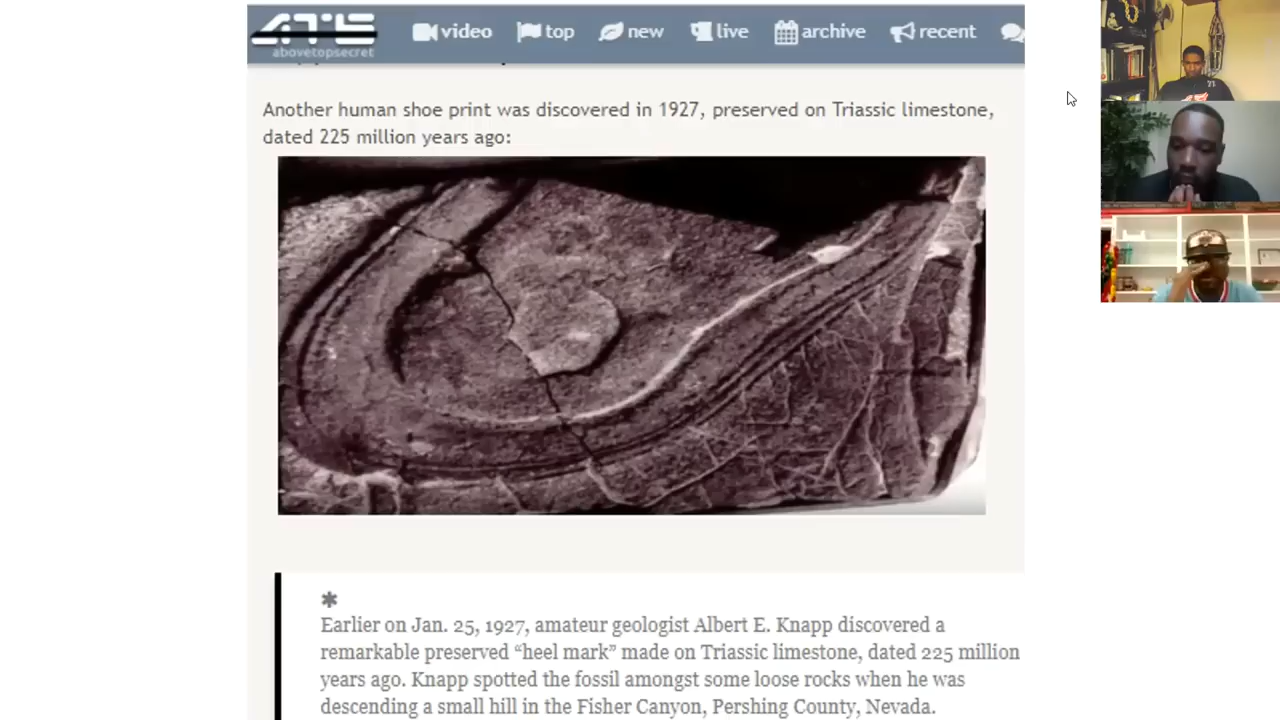 ATS
abovetopsecret
video top new live archive recent
Another human shoe print was discovered in 1927, preserved on Triassic limestone,
dated 225 million years ago:
*
Earlier on Jan. 25, 1927, amateur geologist Albert E. Knapp discovered a
remarkable preserved “heel mark” made on Triassic limestone, dated 225 million
years ago. Knapp spotted the fossil amongst some loose rocks when he was
descending a small hill in the Fisher Canyon, Pershing County, Nevada.